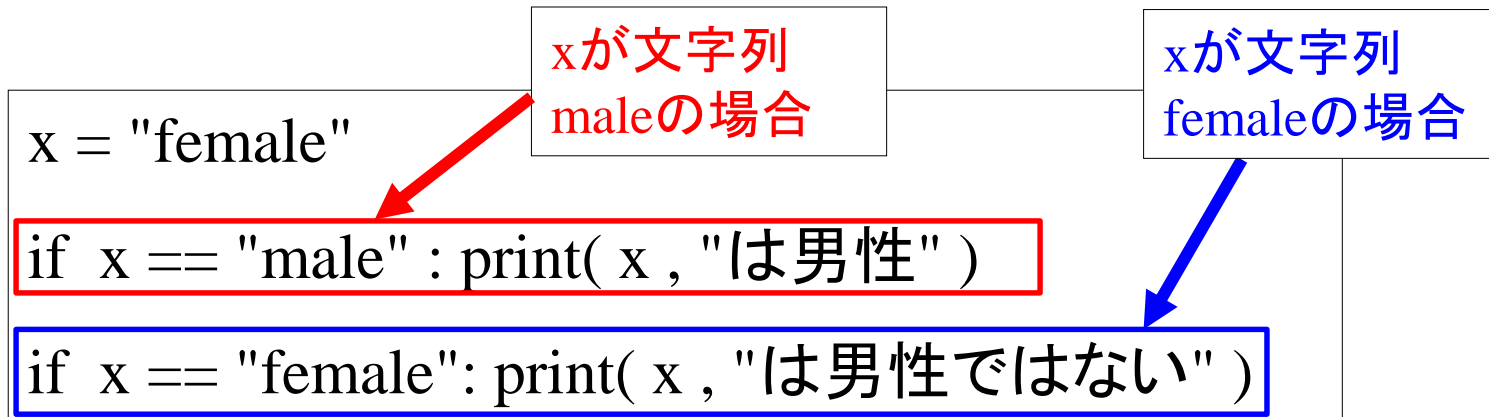 xが文字列
maleの場合
xが文字列
femaleの場合
x = "female"
if x == "male" : print( x , "は男性" )
if x == "female": print( x , "は男性ではない" )